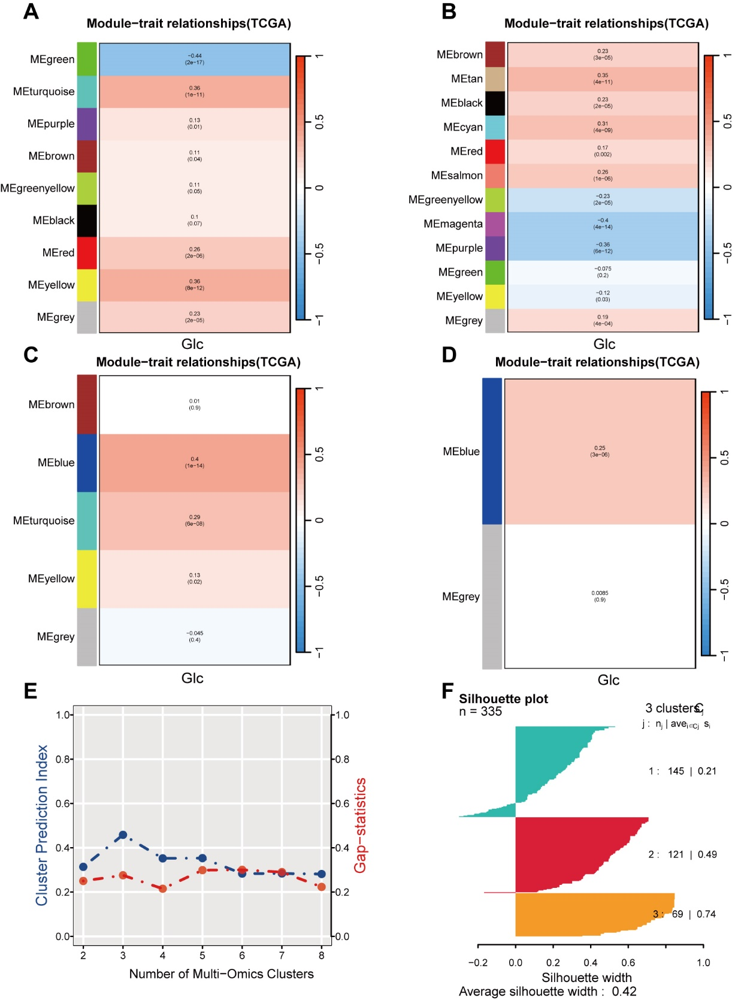 A
Module−trait relationships(TCGA)
MEgreen
−0.44
(2e−17)
MEturquoise
0.36
(1e−11)
MEpurple
0.13
(0.01)
MEbrown
0.11
(0.04)
MEgreenyellow
0.11
(0.05)
MEblack
0.1
(0.07)
MEred
0.26
(2e−06)
MEyellow
0.36
(8e−12)
MEgrey
0.23
(2e−05)
1
0.5
0
−0.5
−1
Glc
B
Module−trait relationships(TCGA)
MEbrown
0.23
(3e−05)
MEtan
0.35
(4e−11)
MEblack
0.23
(2e−05)
MEcyan
0.31
(4e−09)
MEred
0.17
(0.002)
MEsalmon
0.26
(1e−06)
MEgreenyellow
−0.23
(2e−05)
MEmagenta
−0.4
(4e−14)
MEpurple
−0.36
(6e−12)
MEgreen
−0.075
(0.2)
MEyellow
−0.12
(0.03)
MEgrey
0.19
(4e−04)
1
0.5
0
−0.5
−1
Glc
C
Module−trait relationships(TCGA)
MEbrown
0.01
(0.9)
MEblue
0.4
(1e−14)
MEturquoise
0.29
(6e−08)
MEyellow
0.13
(0.02)
MEgrey
−0.045
(0.4)
1
0.5
0
−0.5
−1
Glc
D
Module−trait relationships(TCGA)
MEblue
0.25
(3e−06)
MEgrey
0.0085
(0.9)
1
0.5
0
−0.5
−1
Glc
E
Cluster Prediction Index
1.0
0.8
0.6
0.4
0.2
0.0
1.0
0.8
0.6
0.4
0.2
0.0
Gap−statistics
2 3 4 5 6 7 8
Number of Multi−Omics Clusters
F
Silhouette plot
n = 335
3 clusters Cj
j : nj | avei∈Cj si
1 : 145 | 0.21
2 : 121 | 0.49
3 : 69 | 0.74
−0.2 0.0 0.2 0.4 0.6 1.0
Silhouette width
Average silhouette width : 0.42